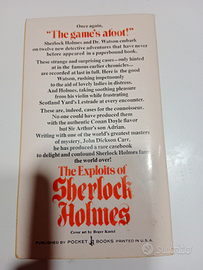 Once again,
"The game's afoot!"
Sherlock Holmes and Dr. Watson embark
on twelve new detective adventures that have never
before appeared in a paperbound book.
These strange and surprising cases—only hinted
at in the famous earlier chronicles—
are recorded at last in full. Here is the good
Watson, rushing impetuously
to the aid of lovely ladies in distress.
And Holmes, taking soothing pleasure
from his violin while frustrating
Scotland Yard's Lestrade at every encounter.
These are, indeed, cases for the connoisseur.
No one could have produced them
with the authentic Conan Doyle flavor
but Sir Arthur's son Adrian.
Writing with one of the world's greatest masters
of mystery, John Dickson Carr,
he has produced a rare casebook
to delight and confound Sherlock Holmes fans
the world over!
The Exploits of
Sherlock
Holmes
Cover art by Roger Kastel
PUBLISHED BY POCKET BOOKS PRINTED IN U.S.A.
Subito